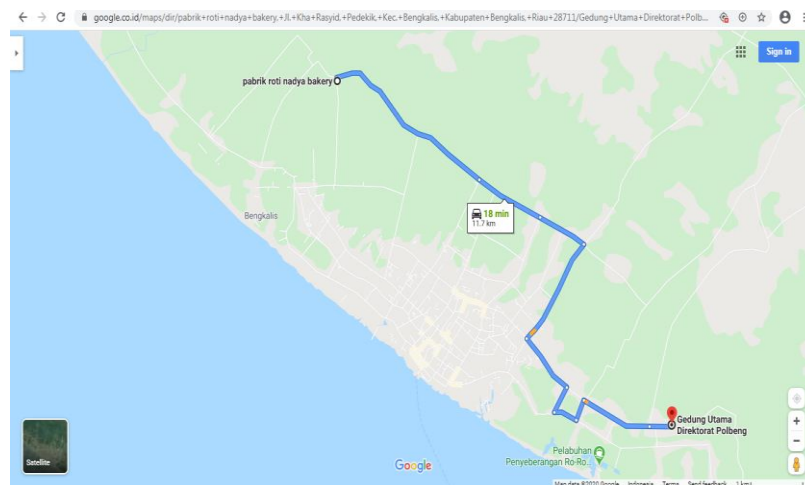 google.co.id/maps/dir/pabrik+roti+nadya+bakery,+Jl.+Kha+Rasyid,+Pedekik,+Kec.+Bengkalis,+Kabupaten+Bengkalis,+Riau+28711/Gedung+Utama+Direktorat+Polb...
Sign in
pabrik roti nadya bakery
18 min
11.7 km
Bengkalis
Gedung Utama
Direktorat Polbeng
Pelabuhan
Penyeberangan Ro-Ro...
Satellite
Google
Map data ©2020 Google Indonesia Terms Send feedback 1 km